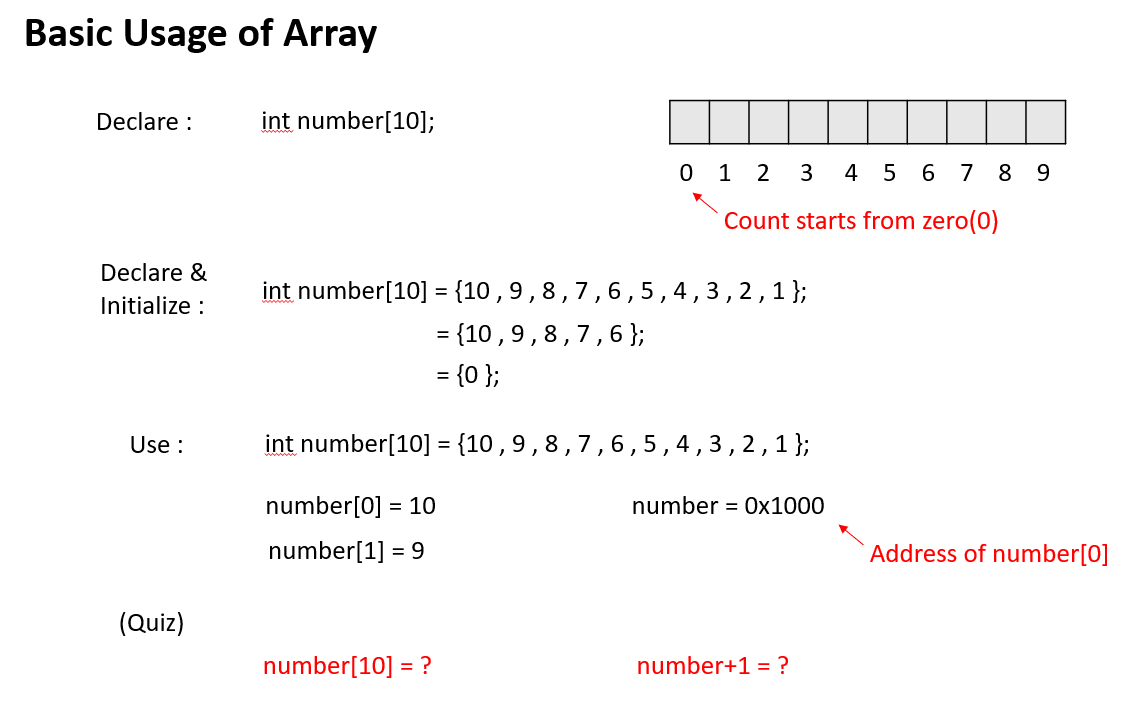 Basic Usage of Array
Declare :
int number[10];
0 1 2 3 4 5 6 7 8 9
Count starts from zero(0)
Declare &
Initialize :
int number[10] = {10 , 9 , 8 , 7 , 6 , 5 , 4 , 3 , 2 , 1 };
= {10 , 9 , 8 , 7 , 6 };
= {0 };
Use :
int number[10] = {10 , 9 , 8 , 7 , 6 , 5 , 4 , 3 , 2 , 1 };
number[0] = 10
number = 0x1000
number[1] = 9
Address of number[0]
(Quiz)
number[10] = ?
number+1 = ?